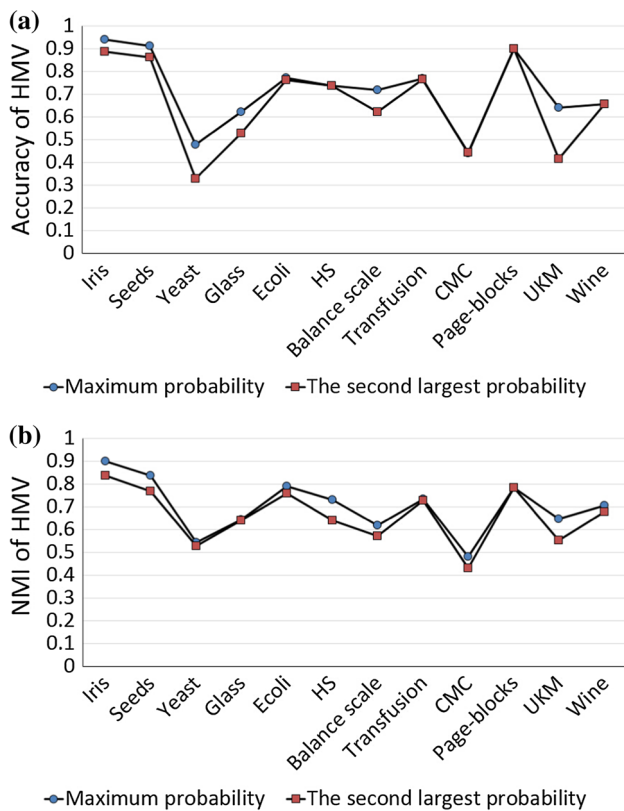 (a)
Accuracy of HMV
1
0.9
0.8
0.7
0.6
0.5
0.4
0.3
0.2
0.1
0
Iris
Seeds
Yeast
Glass
Ecoli
HS
Balance scale
Transfusion
CMC
Page-blocks
UKM
Wine
Maximum probability
The second largest probability
(b)
NMI of HMV
1
0.9
0.8
0.7
0.6
0.5
0.4
0.3
0.2
0.1
0
Iris
Seeds
Yeast
Glass
Ecoli
HS
Balance scale
Transfusion
CMC
Page-blocks
UKM
Wine
Maximum probability
The second largest probability